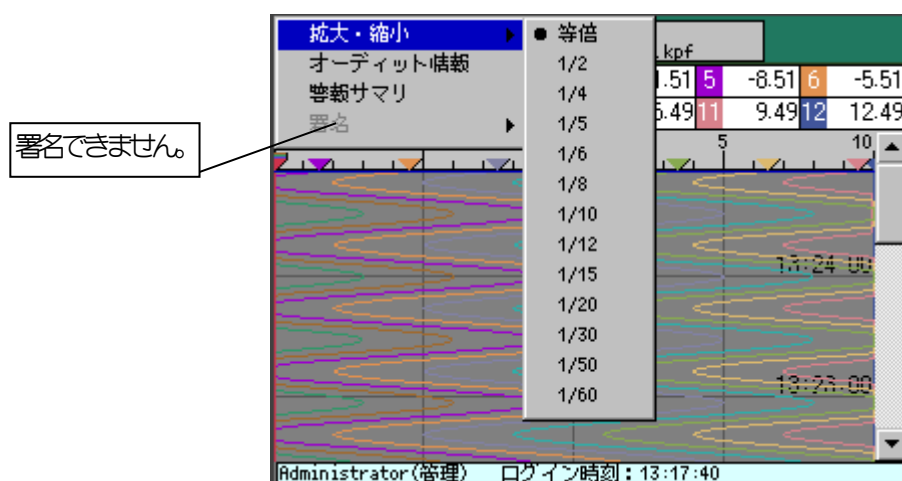 拡大・縮小
オーディット情報
警報サマリ
署名
署名できません。
等倍
1/2
1/4
1/5
1/6
1/8
1/10
1/12
1/15
1/20
1/30
1/50
1/60
.kpf
1.51 5 -8.51 6 -5.51
6.49 11 9.49 12 12.49
5 10
13:24 00
13:23:00
Administrator(管理) ログイン時刻：13:17:40